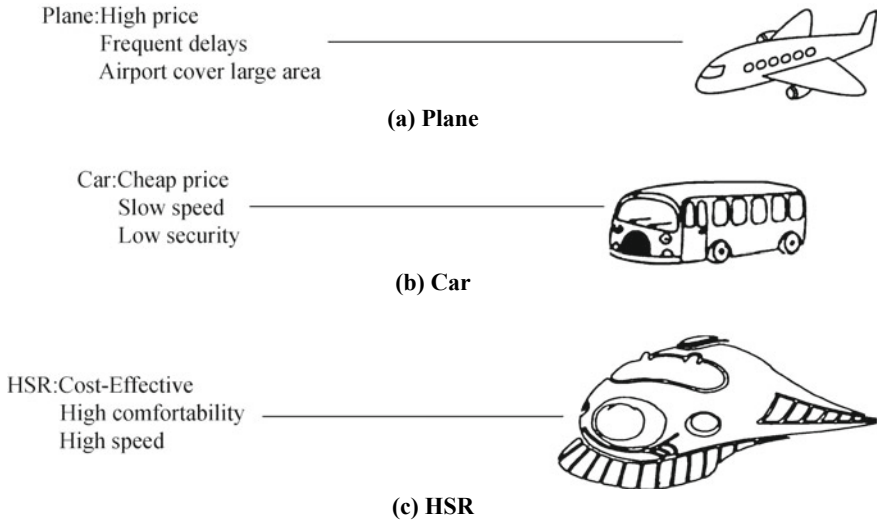 Plane:High price
Frequent delays
Airport cover large area
(a) Plane
Car:Cheap price
Slow speed
Low security
(b) Car
HSR:Cost-Effective
High comfortability
High speed
(c) HSR